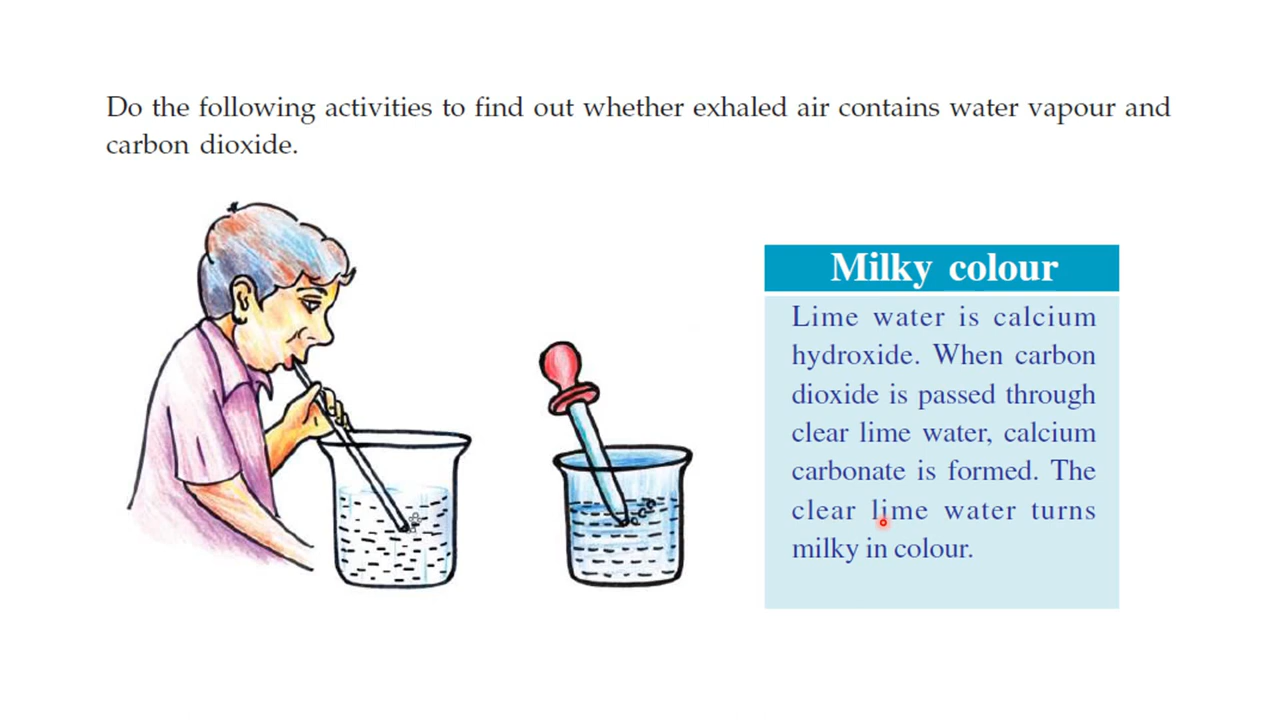 Do the following activities to find out whether exhaled air contains water vapour and
carbon dioxide.
Milky colour
Lime water is calcium
hydroxide. When carbon
dioxide is passed through
clear lime water, calcium
carbonate is formed. The
clear lime water turns
milky in colour.